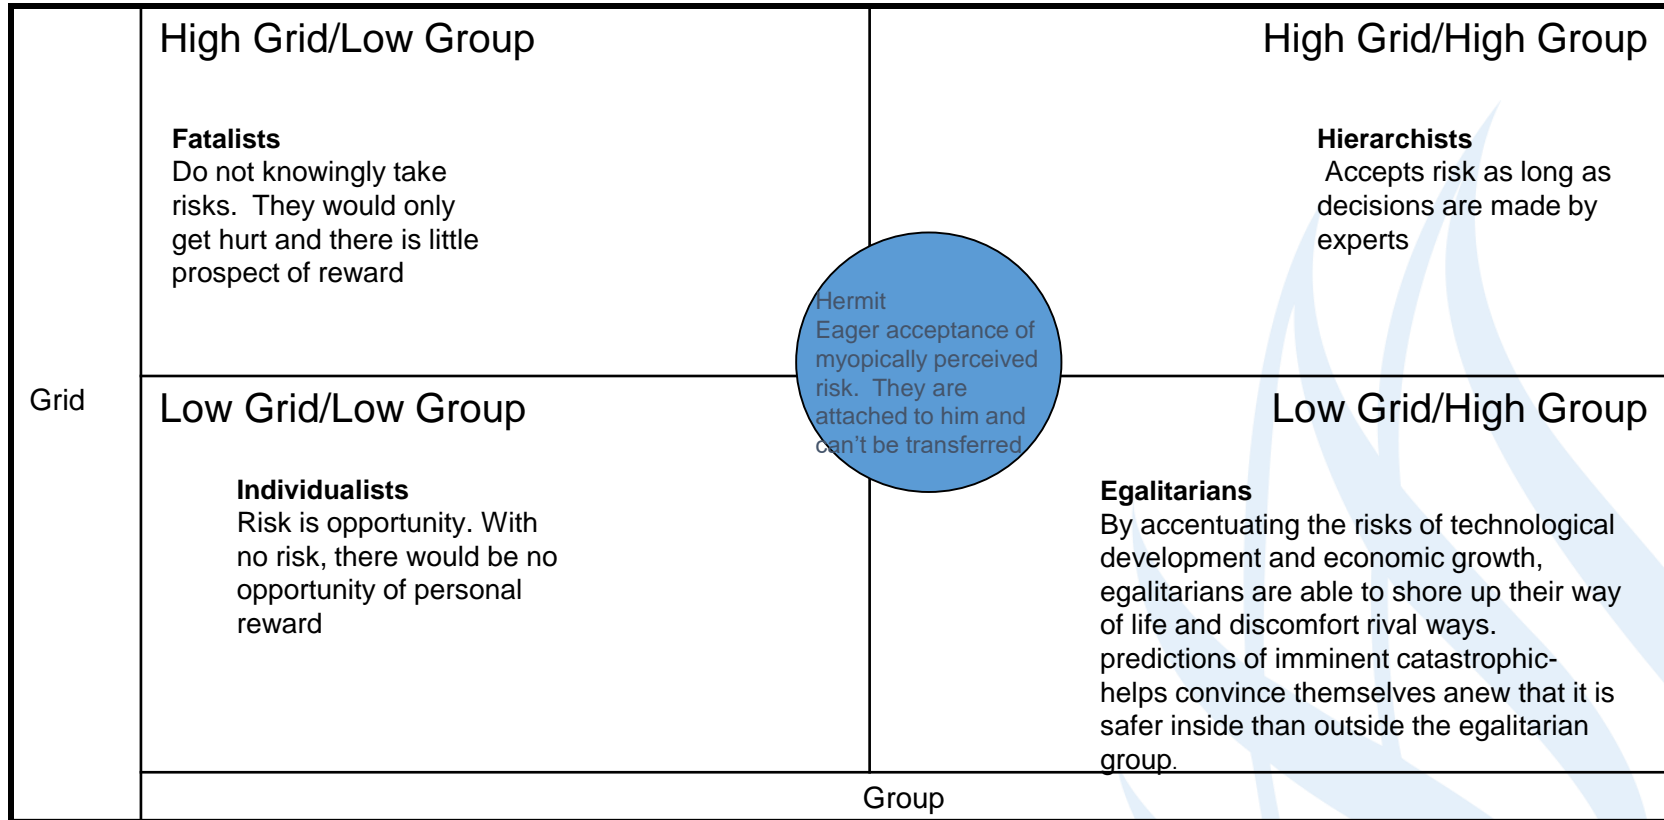 High Grid/Low Group
High Grid/High Group
Fatalists
Do not knowingly take
risks.  They would only
get hurt and there is little
prospect of reward
Hierarchists
Accepts risk as long as
decisions are made by
experts
Hermit
Eager acceptance of
myopically perceived
risk.  They are
attached to him and
can't be transferred
Grid
Low Grid/Low Group
Low Grid/High Group
Individualists
Risk is opportunity. With
no risk, there would be no
opportunity of personal
reward
Egalitarians
By accentuating the risks of technological
development and economic growth,
egalitarians are able to shore up their way
of life and discomfort rival ways.
predictions of imminent catastrophic-
helps convince themselves anew that it is
safer inside than outside the egalitarian
group.
Group